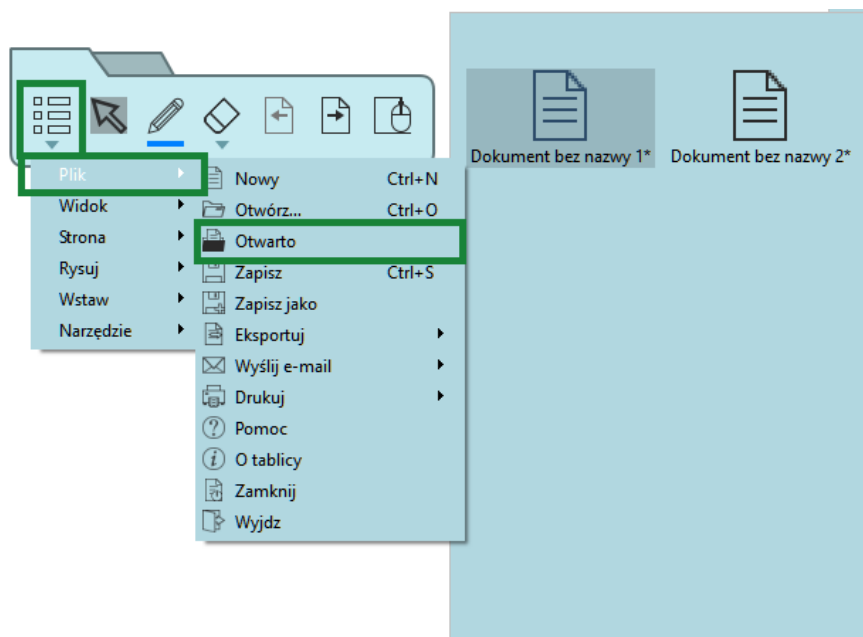 Plik
Widok
Strona
Rysuj
Wstaw
Narzędzie
Nowy Ctrl+N
Otwórz... Ctrl+O
Otwarto
Zapisz Ctrl+S
Zapisz jako
Eksportuj
Wyślij e-mail
Drukuj
Pomoc
O tablicy
Zamknij
Wyjdz
Dokument bez nazwy 1*
Dokument bez nazwy 2*